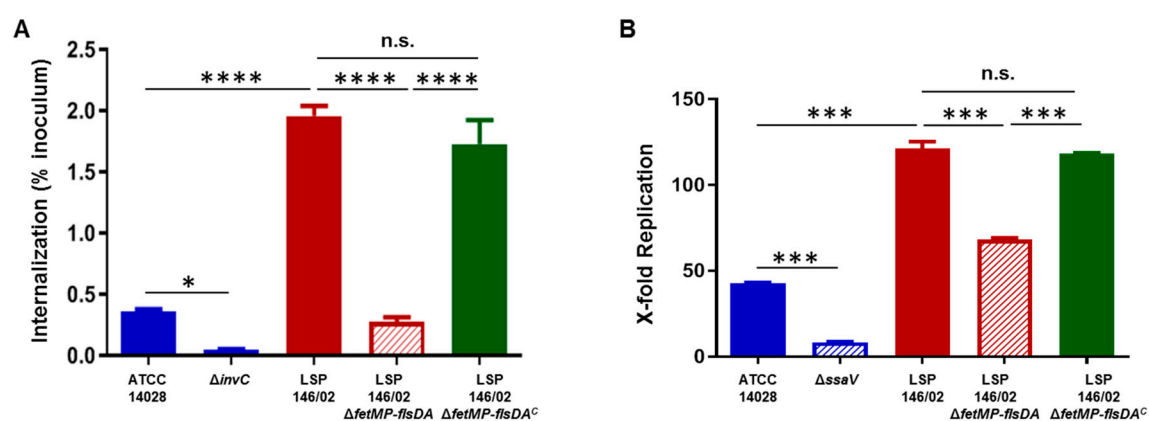 A
Internalization (% inoculum)
2.5
2.0
1.5
1.0
0.5
0.0
n.s.
**** **** ****
*
ATCC
14028
ΔinvC
LSP
146/02
LSP
146/02
ΔfetMP-flsDA
LSP
146/02
ΔfetMP-flsDAᶜ
B
X-fold Replication
150
100
50
0
n.s.
*** *** ***
***
ATCC
14028
ΔssaV
LSP
146/02
LSP
146/02
ΔfetMP-flsDA
LSP
146/02
ΔfetMP-flsDAᶜ